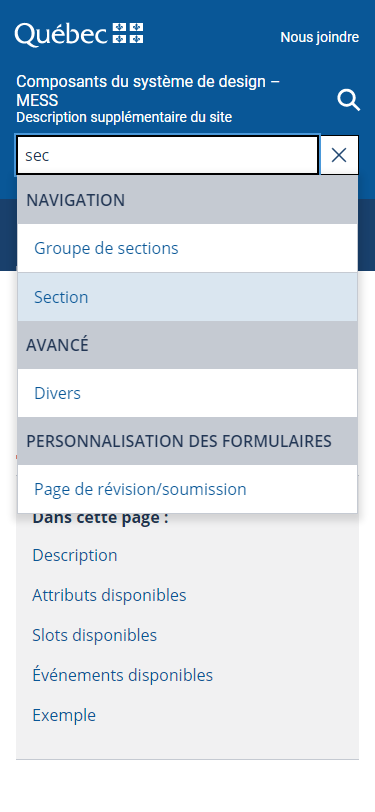 Québec
Nous joindre
Composants du système de design –
MESS
Description supplémentaire du site
sec
NAVIGATION
Groupe de sections
Section
AVANCÉ
Divers
PERSONNALISATION DES FORMULAIRES
Page de révision/soumission
Dans cette page :
Description
Attributs disponibles
Slots disponibles
Événements disponibles
Exemple